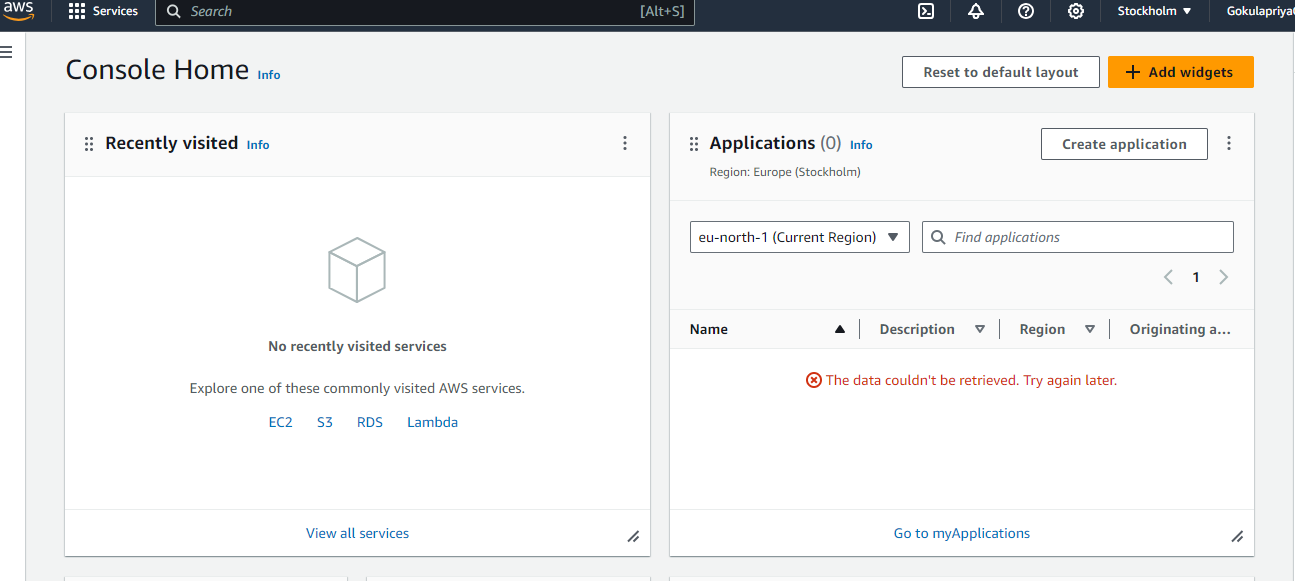 aws
Services
Search
[Alt+S]
Stockholm
Console Home Info
Reset to default layout
Add widgets
Recently visited Info
No recently visited services
Explore one of these commonly visited AWS services.
EC2 S3 RDS Lambda
View all services
Applications (0) Info
Region: Europe (Stockholm)
Create application
eu-north-1 (Current Region)
Find applications
1
Name Description Region Originating a...
The data couldn't be retrieved. Try again later.
Go to myApplications